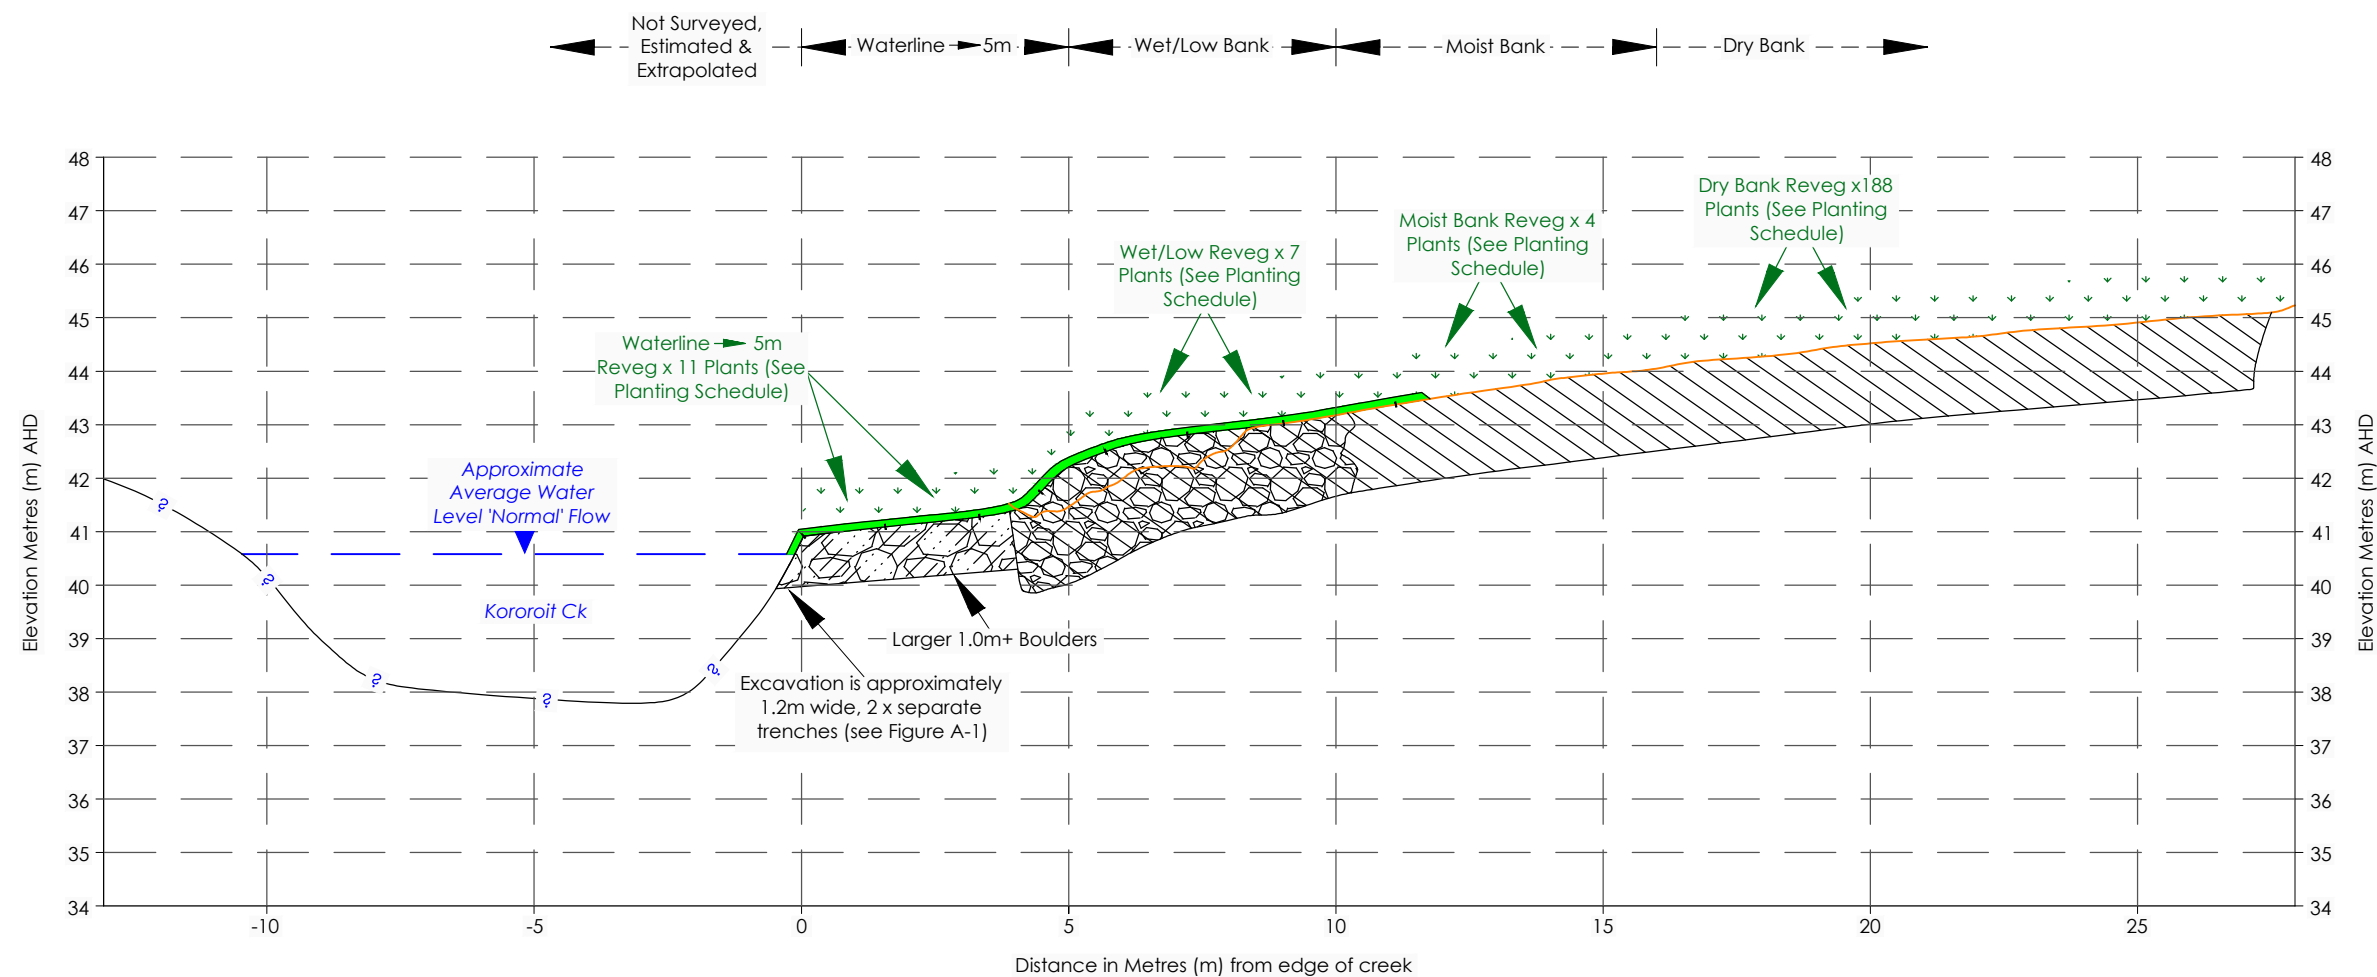 Not Surveyed,
Estimated &
Extrapolated
Waterline 5m
Wet/Low Bank
Moist Bank
Dry Bank
48
47
46
45
44
43
42
41
40
39
38
37
36
35
34
Elevation Metres (m) AHD
Approximate
Average Water
Level 'Normal' Flow
Kororoit Ck
?
?
?
?
?
Waterline 5m
Reveg x 11 Plants (See
Planting Schedule)
Wet/Low Reveg x 7
Plants (See Planting
Schedule)
Moist Bank Reveg x 4
Plants (See Planting
Schedule)
Dry Bank Reveg x188
Plants (See Planting
Schedule)
Larger 1.0m+ Boulders
Excavation is approximately
1.2m wide, 2 x separate
trenches (see Figure A-1)
48
47
46
45
44
43
42
41
40
39
38
37
36
35
34
Elevation Metres (m) AHD
-10 -5 0 5 10 15 20 25
Distance in Metres (m) from edge of creek